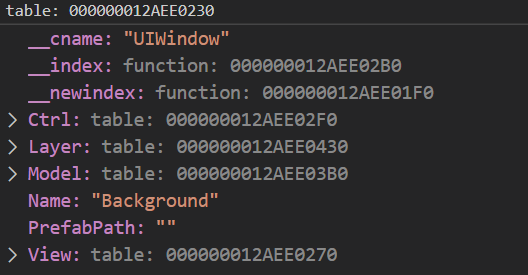 table: 000000012AEE0230
__cname: "UIWindow"
__index: function: 000000012AEE02B0
__newindex: function: 000000012AEE01F0
Ctrl: table: 000000012AEE02F0
Layer: table: 000000012AEE0430
Model: table: 000000012AEE03B0
Name: "Background"
PrefabPath: ""
View: table: 000000012AEE0270